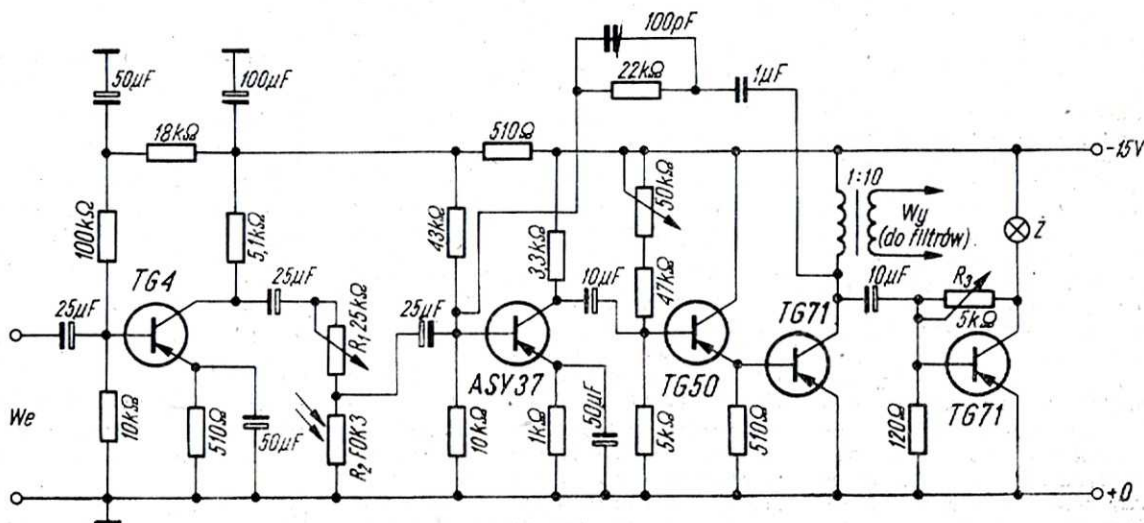 100pF
50µF
100µF
22kΩ
1µF
18kΩ
510Ω
-15V
1:10
100kΩ
5,1kΩ
43kΩ
3,3kΩ
50kΩ
Wy
(do filtrów)
Ż
TG4
25µF
25µF
R₁ 25kΩ
25µF
10µF
47kΩ
TG71
10µF
R₃
5kΩ
ASY37
TG50
TG71
We
10kΩ
510Ω
50µF
R₂ FOK3
10kΩ
1kΩ
50µF
5kΩ
510Ω
120Ω
+0